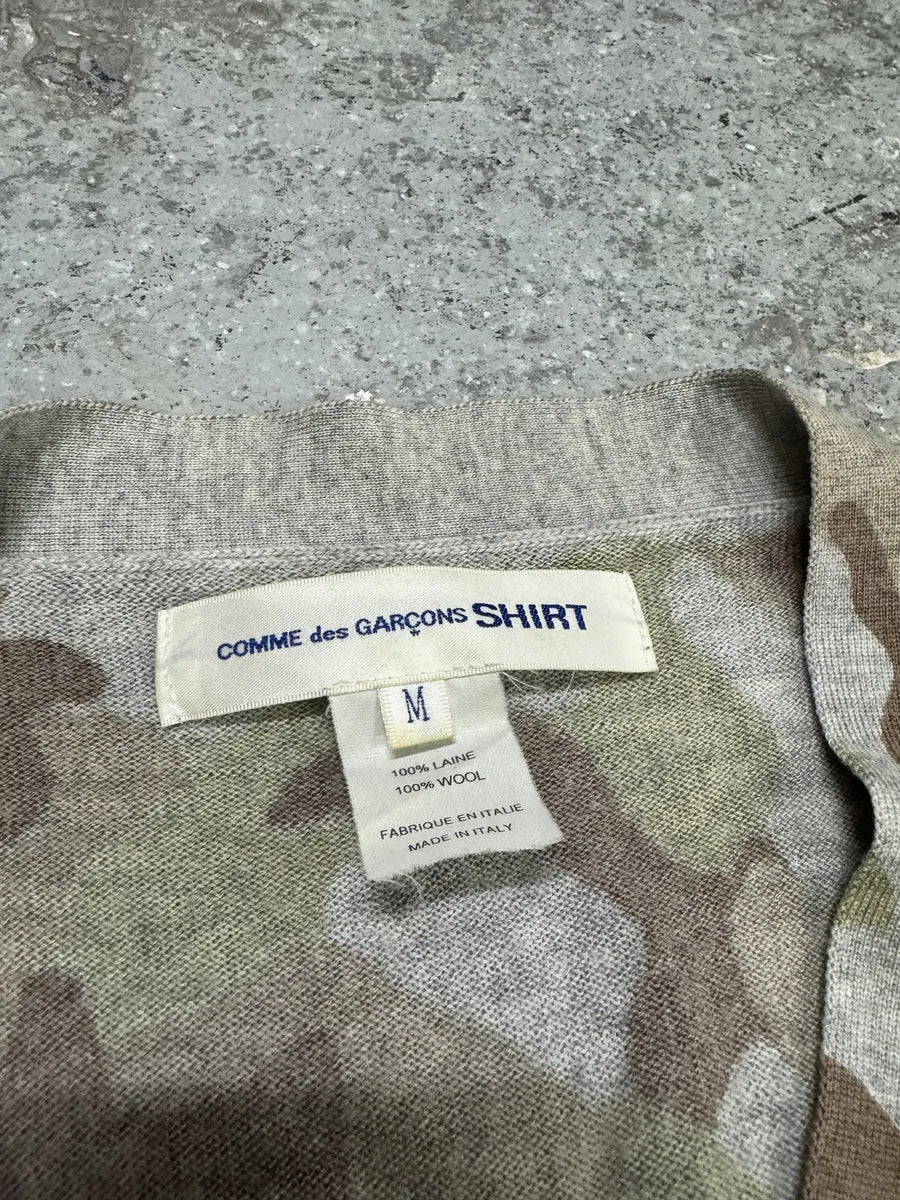 COMME des GARÇONS SHIRT
M
100% LAINE
100% WOOL
FABRIQUE EN ITALIE
MADE IN ITALY